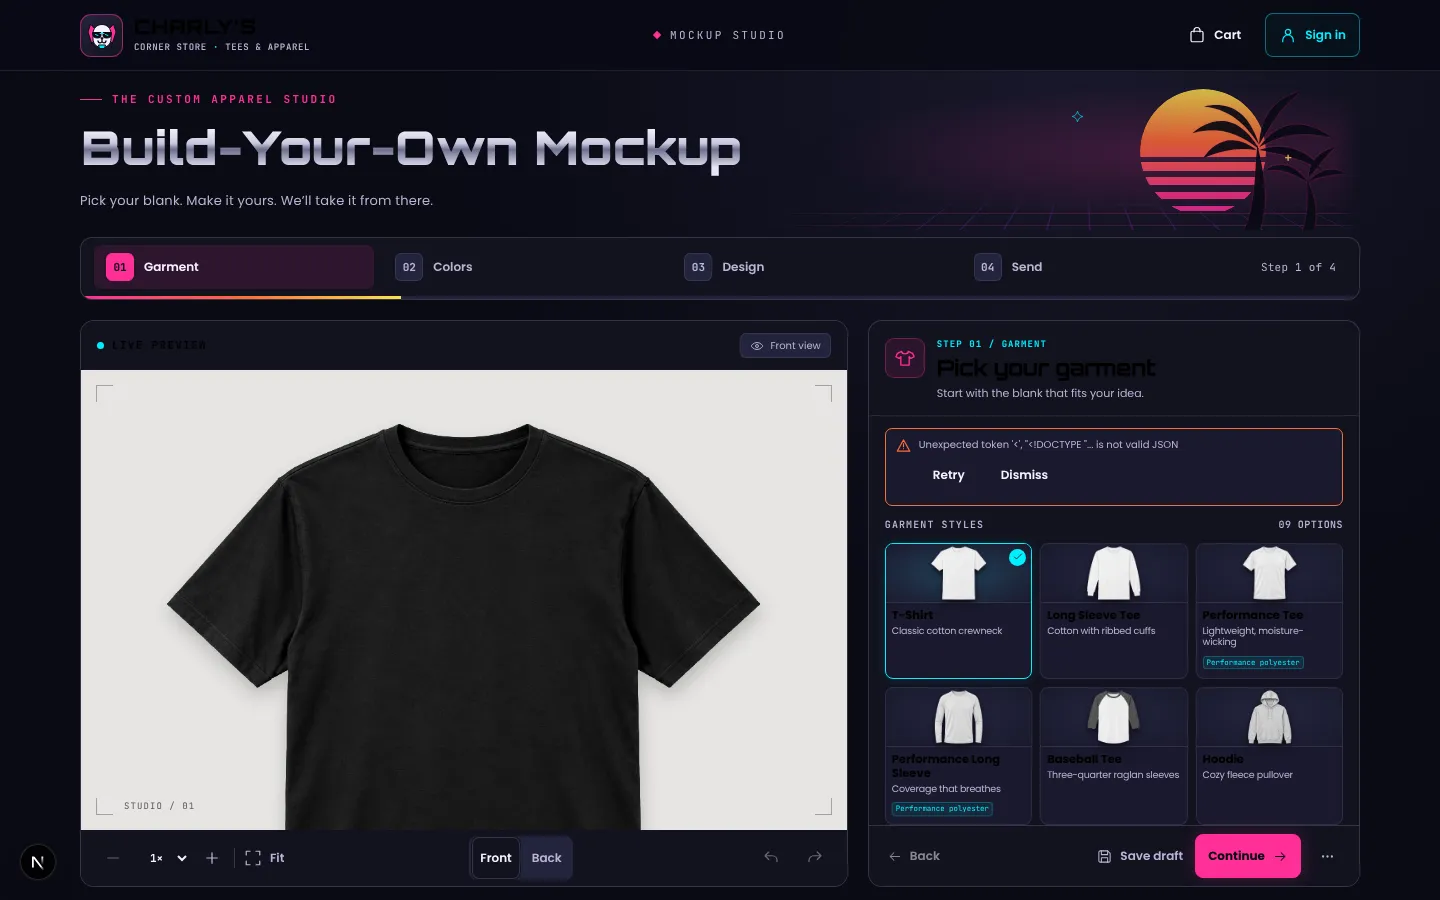 CHARLY'S
CORNER STORE · TEES & APPAREL
MOCKUP STUDIO
Cart
Sign in
THE CUSTOM APPAREL STUDIO
Build-Your-Own Mockup
Pick your blank. Make it yours. We'll take it from there.
01 Garment
02 Colors
03 Design
04 Send
Step 1 of 4
LIVE PREVIEW
Front view
STUDIO / 01
1×
Fit
Front
Back
STEP 01 / GARMENT
Pick your garment
Start with the blank that fits your idea.
Unexpected token '<', "<!DOCTYPE "... is not valid JSON
Retry
Dismiss
GARMENT STYLES
09 OPTIONS
T-Shirt
Classic cotton crewneck
Long Sleeve Tee
Cotton with ribbed cuffs
Performance Tee
Lightweight, moisture-
wicking
Performance polyester
Performance Long
Sleeve
Coverage that breathes
Performance polyester
Baseball Tee
Three-quarter raglan sleeves
Hoodie
Cozy fleece pullover
Back
Save draft
Continue
N